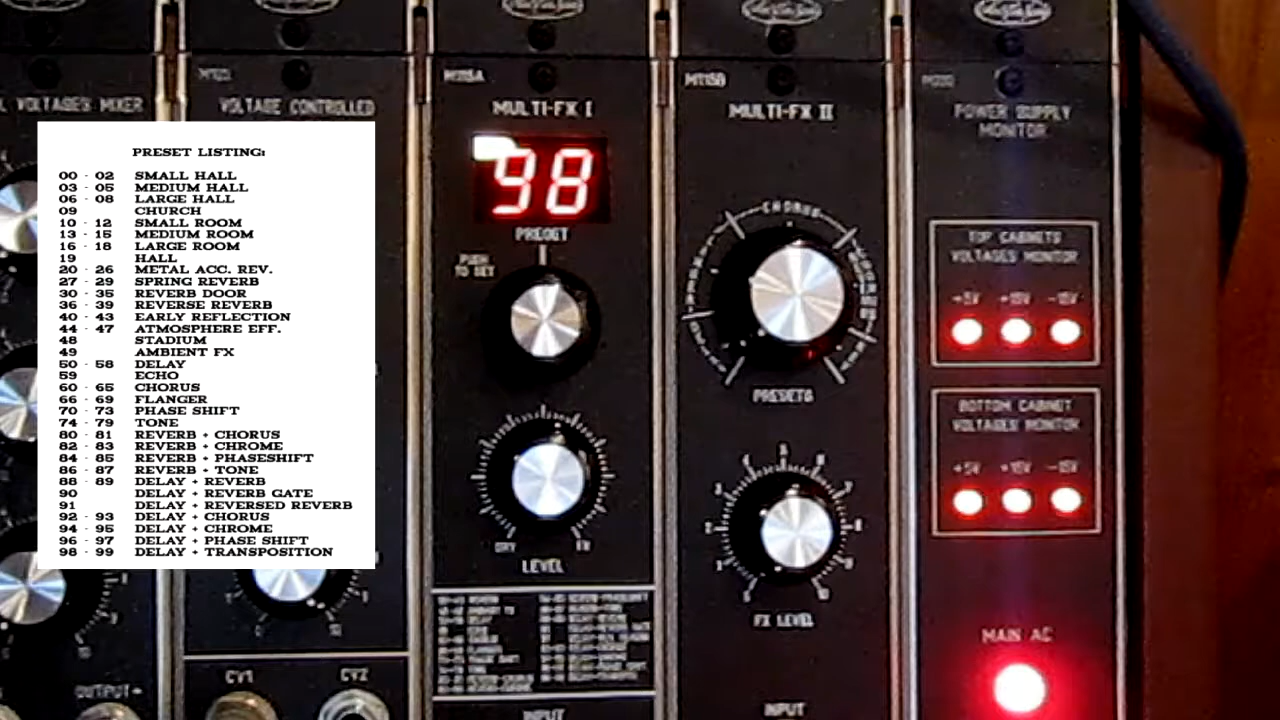 L VOLTAGES MIXER
VOLTAGE CONTROLLED
M115A
MULTI-FX I
98
PRESET
PUSH
TO SET
DRY
FX
LEVEL
M115B
MULTI-FX II
CHORUS
PRESETS
5
FX LEVEL
10
POWER SUPPLY
MONITOR
TOP CABINETS
VOLTAGES MONITOR
+5V +15V -15V
BOTTOM CABINET
VOLTAGES MONITOR
+5V +15V -15V
MAIN AC
PRESET LISTING:
00 - 02 SMALL HALL
03 - 05 MEDIUM HALL
06 - 08 LARGE HALL
09 CHURCH
10 - 12 SMALL ROOM
13 - 15 MEDIUM ROOM
16 - 18 LARGE ROOM
19 HALL
20 - 26 METAL ACC. REV.
27 - 29 SPRING REVERB
30 - 35 REVERB DOOR
36 - 39 REVERSE REVERB
40 - 43 EARLY REFLECTION
44 - 47 ATMOSPHERE EFF.
48 STADIUM
49 AMBIENT FX
50 - 58 DELAY
59 ECHO
60 - 65 CHORUS
66 - 69 FLANGER
70 - 73 PHASE SHIFT
74 - 79 TONE
80 - 81 REVERB + CHORUS
82 - 83 REVERB + CHROME
84 - 85 REVERB + PHASESHIFT
86 - 87 REVERB + TONE
88 - 89 DELAY + REVERB
90 DELAY + REVERB GATE
91 DELAY + REVERSED REVERB
92 - 93 DELAY + CHORUS
94 - 95 DELAY + CHROME
96 - 97 DELAY + PHASE SHIFT
98 - 99 DELAY + TRANSPOSITION
10
OUTPUT+
CV1
CV2
10
INPUT
INPUT